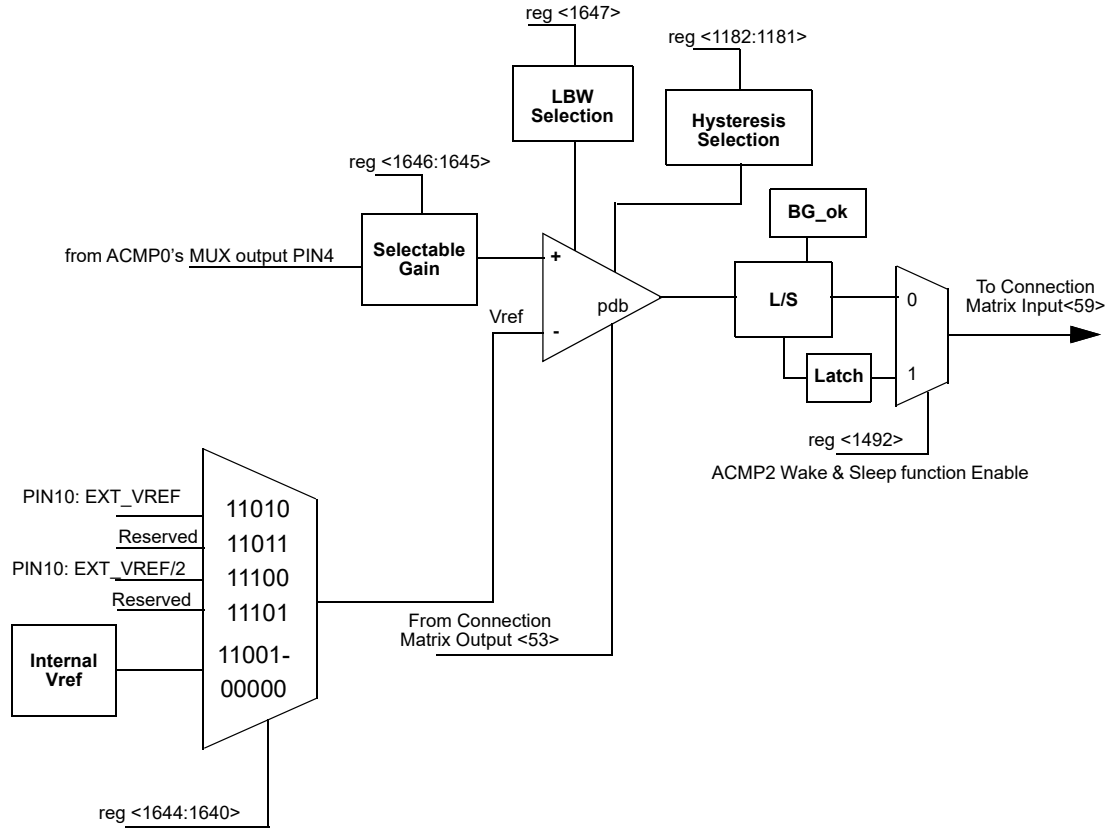 reg <1647>
reg <1182:1181>
LBW
Selection
Hysteresis
Selection
reg <1646:1645>
BG_ok
from ACMP0's MUX output PIN4
Selectable
Gain
+
L/S
0
To Connection
Matrix Input<59>
pdb
Vref
-
Latch
1
reg <1492>
ACMP2 Wake & Sleep function Enable
PIN10: EXT_VREF
11010
Reserved
11011
PIN10: EXT_VREF/2
11100
Reserved
11101
From Connection
Matrix Output <53>
Internal
Vref
11001-
00000
reg <1644:1640>